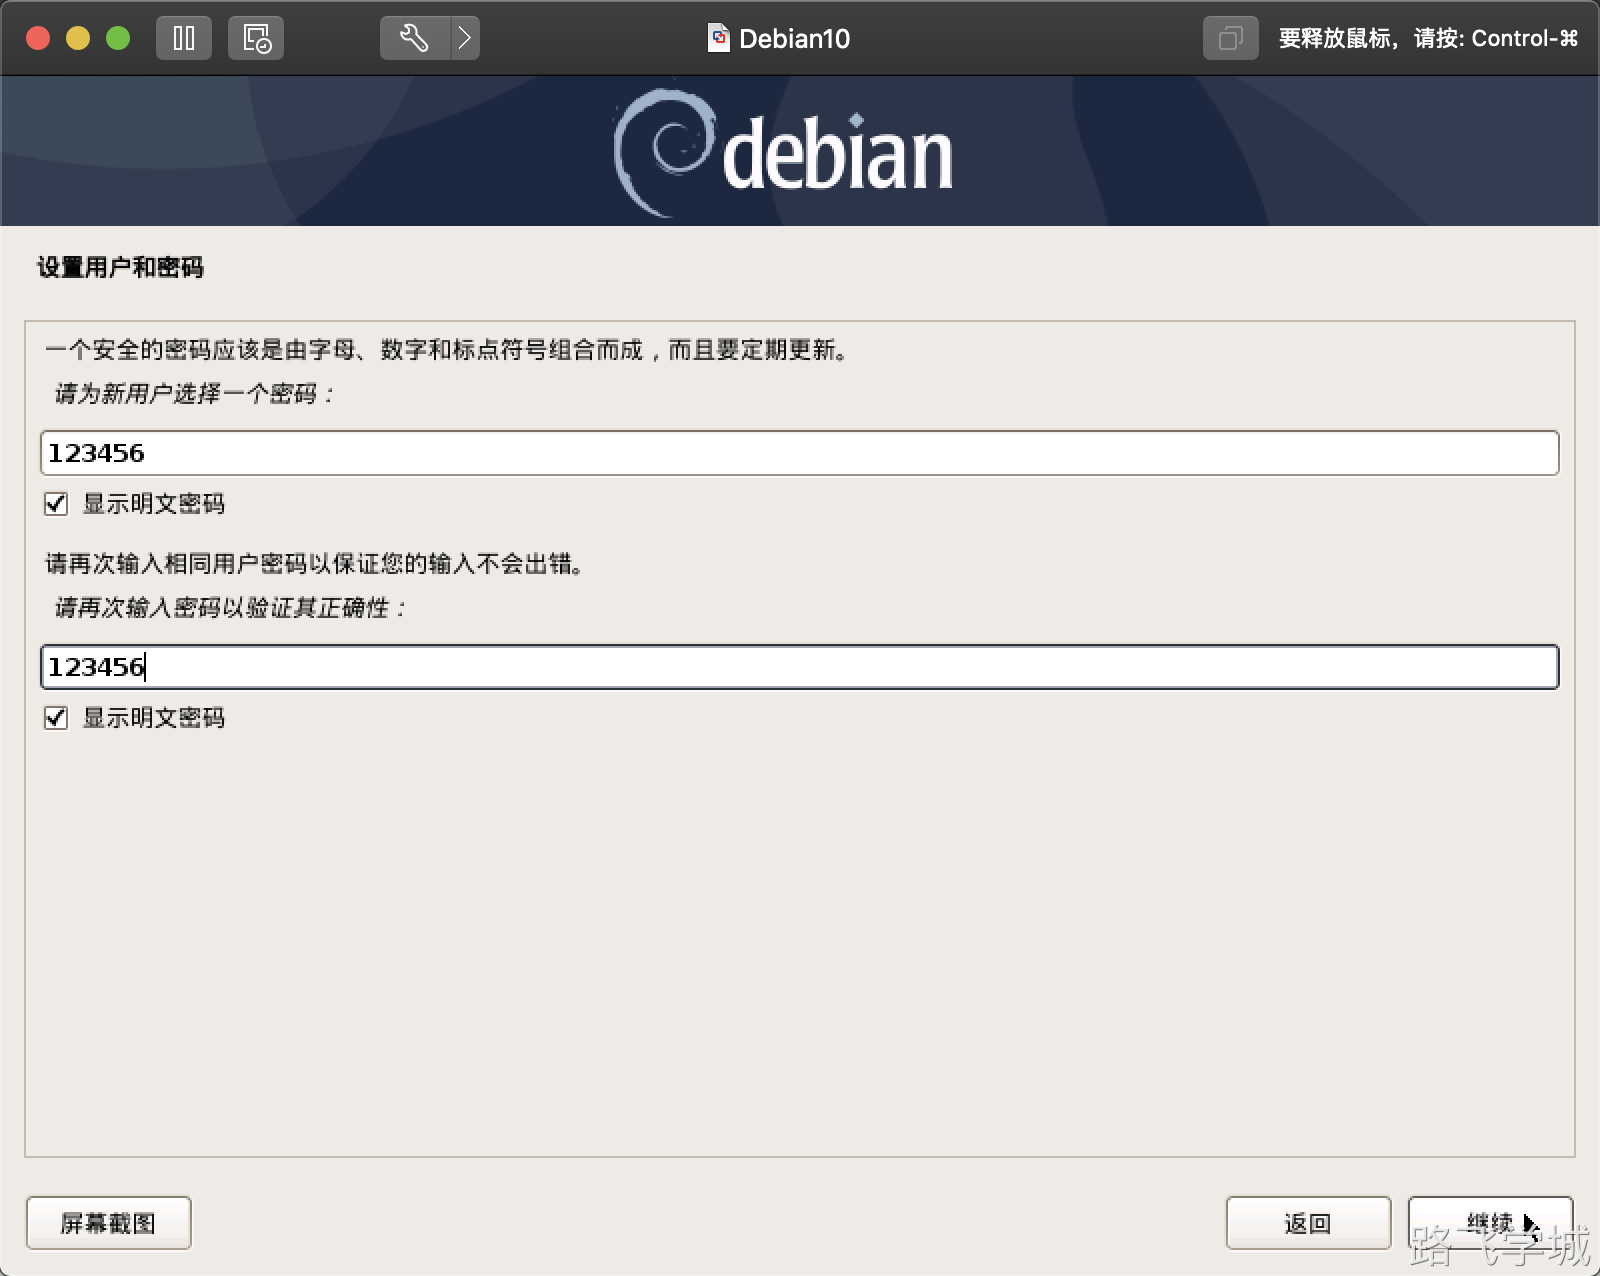 Debian10
要释放鼠标，请按: Control-⌘
debian
设置用户和密码
一个安全的密码应该是由字母、数字和标点符号组合而成，而且要定期更新。
请为新用户选择一个密码：
123456
显示明文密码
请再次输入相同用户密码以保证您的输入不会出错。
请再次输入密码以验证其正确性：
123456
显示明文密码
屏幕截图
返回
继续
路飞学城